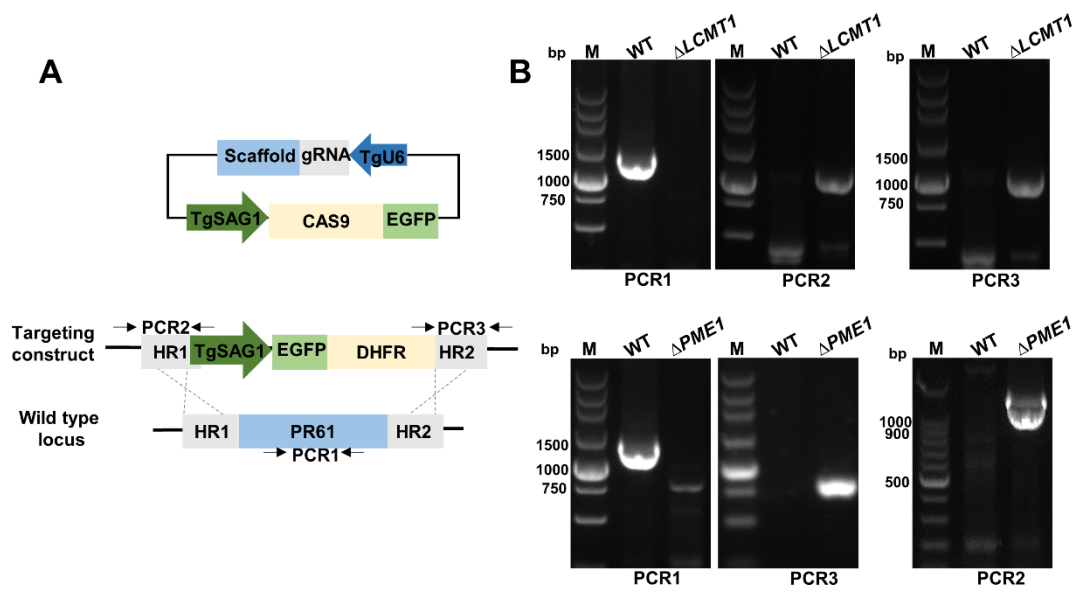 A
Scaffold gRNA TgU6
TgSAG1 CAS9 EGFP
Targeting construct
PCR2 PCR3
HR1 TgSAG1 EGFP DHFR HR2
Wild type locus
HR1 PR61 HR2
PCR1
B
bp M WT ΔLCMT1 M WT ΔLCMT1 bp M WT ΔLCMT1
1500 1500
1000 1000
750 750
PCR1 PCR2 PCR3
bp M WT ΔPME1 M WT ΔPME1 bp M WT ΔPME1
1500
1000
750
1000
900
500
PCR1 PCR3 PCR2